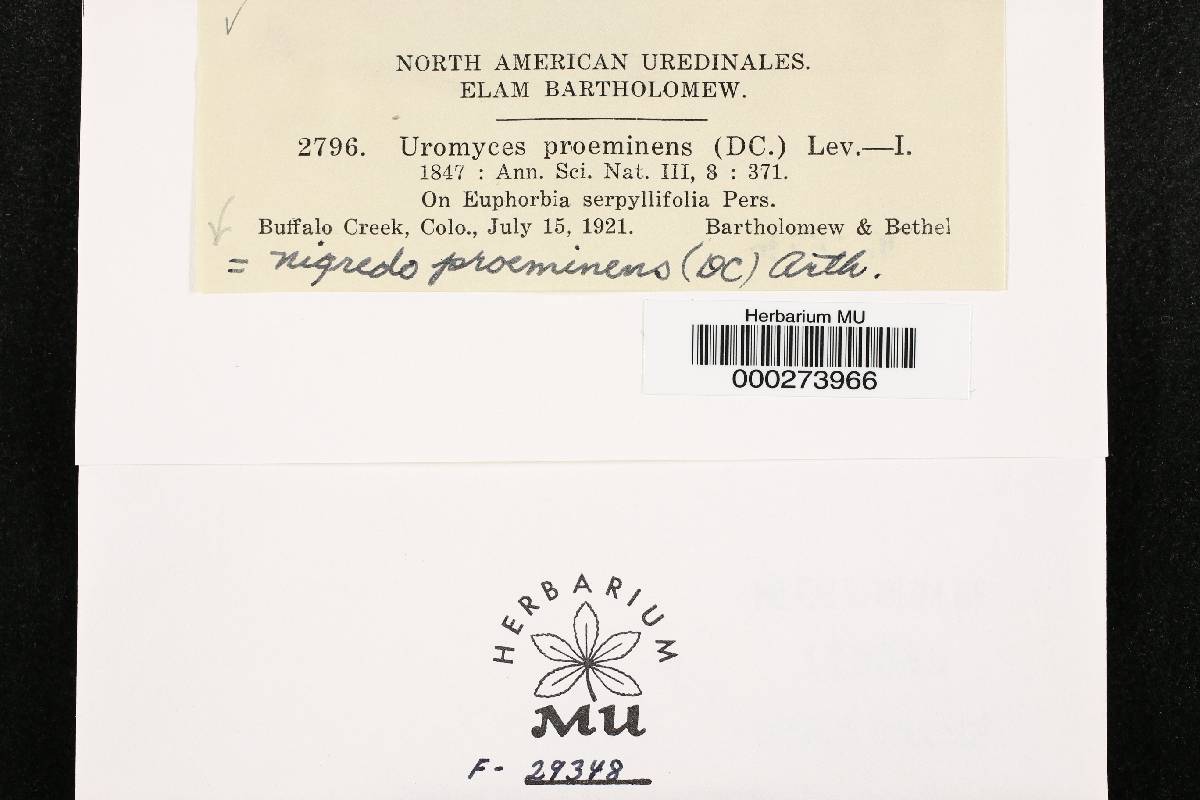 NORTH AMERICAN UREDINALES.
ELAM BARTHOLOMEW.
2796. Uromyces proeminens (DC.) Lev.—I.
1847 : Ann. Sci. Nat. III, 8 : 371.
On Euphorbia serpyllifolia Pers.
Buffalo Creek, Colo., July 15, 1921. Bartholomew & Bethel
= Nigredo proeminens (DC) Arth.
Herbarium MU
000273966
HERBARIUM
MU
F- 29348